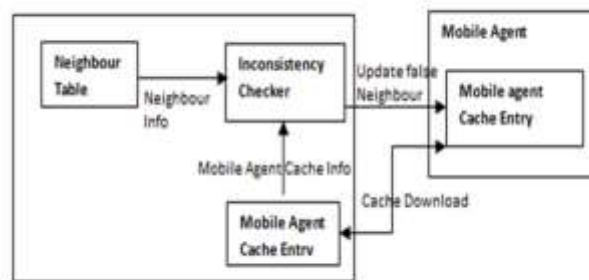 Mobile Agent
Neighbour
Table
Inconsistency
Checker
Neighbour
Info
Update false
Neighbour
Mobile agent
Cache Entry
Mobile Agent Cache Info
Cache Download
Mobile Agent
Cache Entry